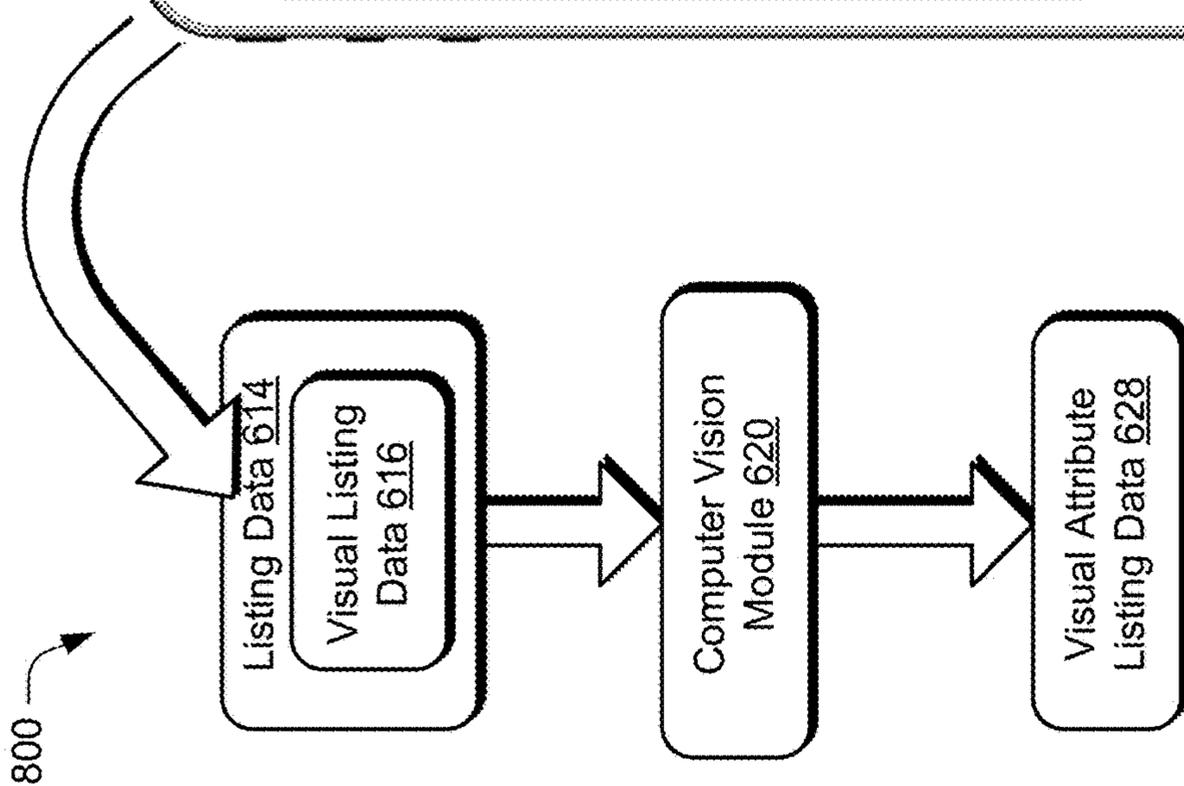 800
Listing Data 614
Visual Listing
Data 616
Computer Vision
Module 620
Visual Attribute
Listing Data 628